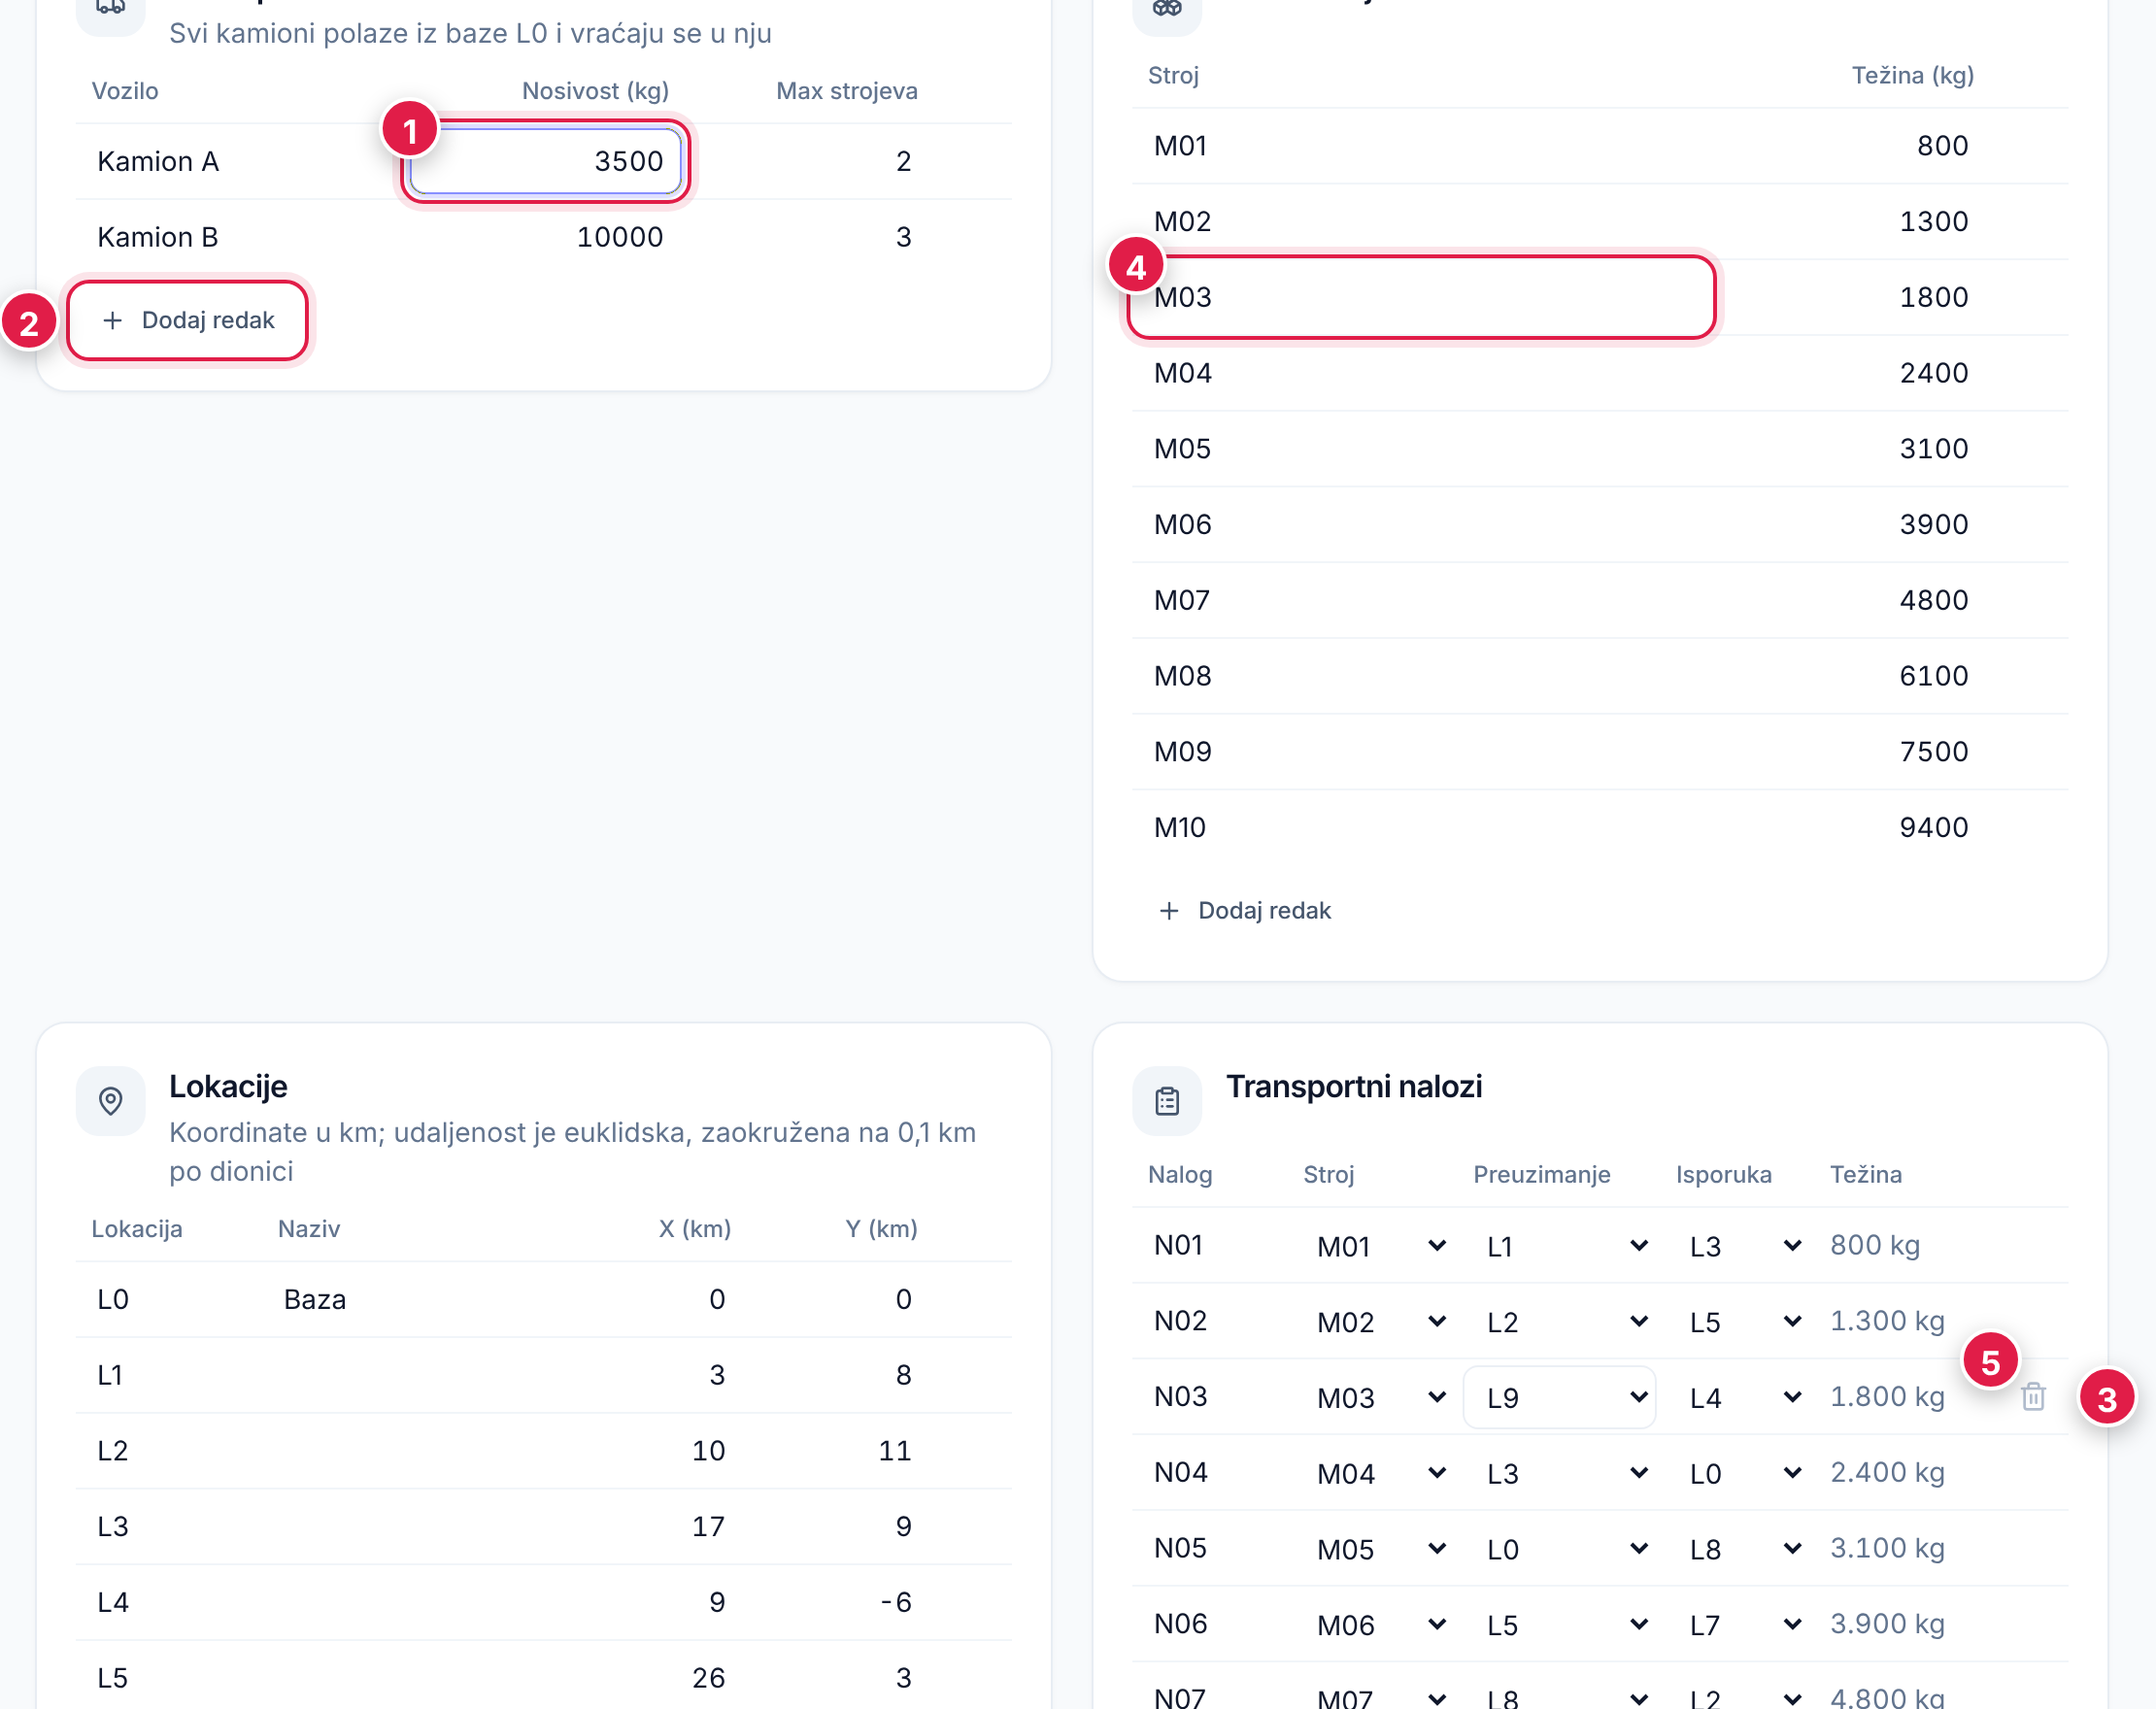 Svi kamioni polaze iz baze L0 i vraćaju se u nju
Vozilo Nosivost (kg) Max strojeva
1
Kamion A 3500 2
Kamion B 10000 3
2
+ Dodaj redak
Stroj Težina (kg)
M01 800
M02 1300
4
M03 1800
M04 2400
M05 3100
M06 3900
M07 4800
M08 6100
M09 7500
M10 9400
+ Dodaj redak
Lokacije
Koordinate u km; udaljenost je euklidska, zaokružena na 0,1 km
po dionici
Lokacija Naziv X (km) Y (km)
L0 Baza 0 0
L1 3 8
L2 10 11
L3 17 9
L4 9 -6
L5 26 3
Transportni nalozi
Nalog Stroj Preuzimanje Isporuka Težina
N01 M01 L1 L3 800 kg
N02 M02 L2 L5 1.300 kg
5
N03 M03 L9 L4 1.800 kg
3
N04 M04 L3 L0 2.400 kg
N05 M05 L0 L8 3.100 kg
N06 M06 L5 L7 3.900 kg
N07 M07 L8 L2 4.800 kg